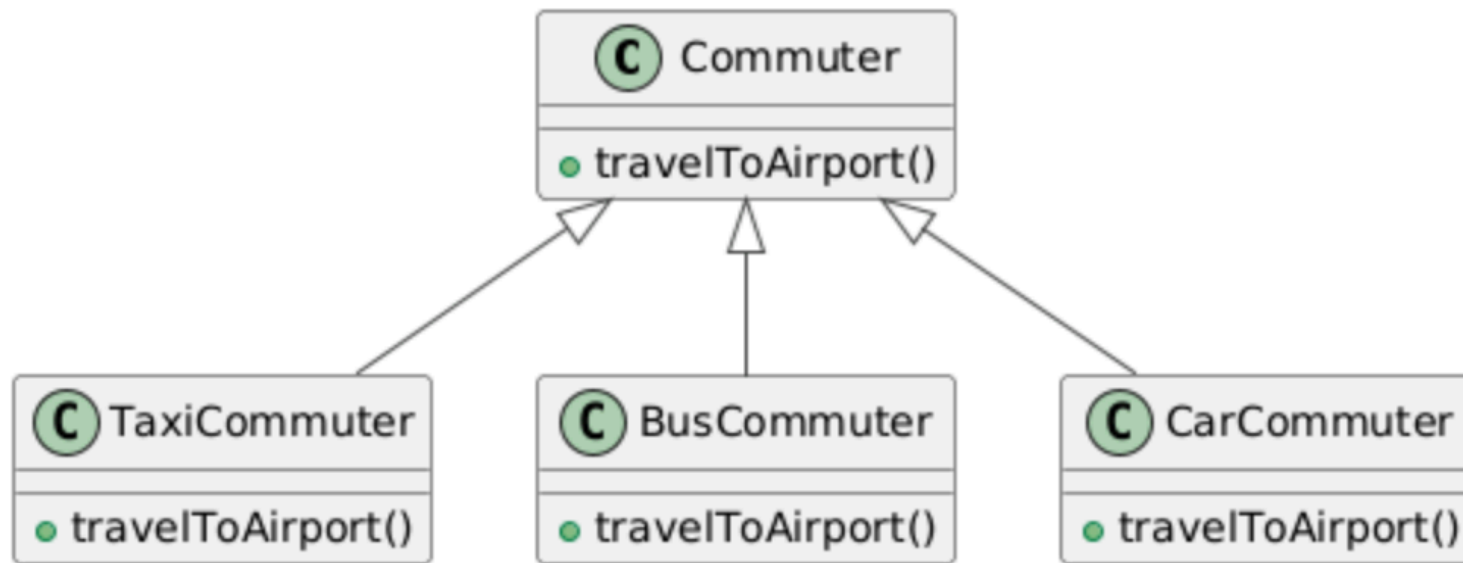 C Commuter
travelToAirport()
C TaxiCommuter
travelToAirport()
C BusCommuter
travelToAirport()
C CarCommuter
travelToAirport()